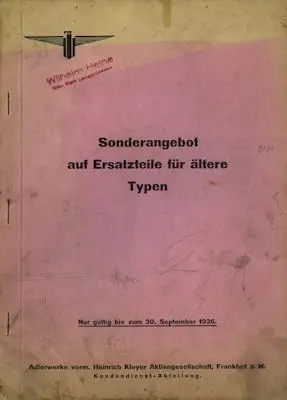 Wilhelm Heine
Sonderangebot
auf Ersatzteile für ältere
Typen
Nur gültig bis zum 30. September 1936.
Adlerwerke vorm. Heinrich Kleyer Aktiengesellschaft, Frankfurt a. M.
Kundendienst-Abteilung.